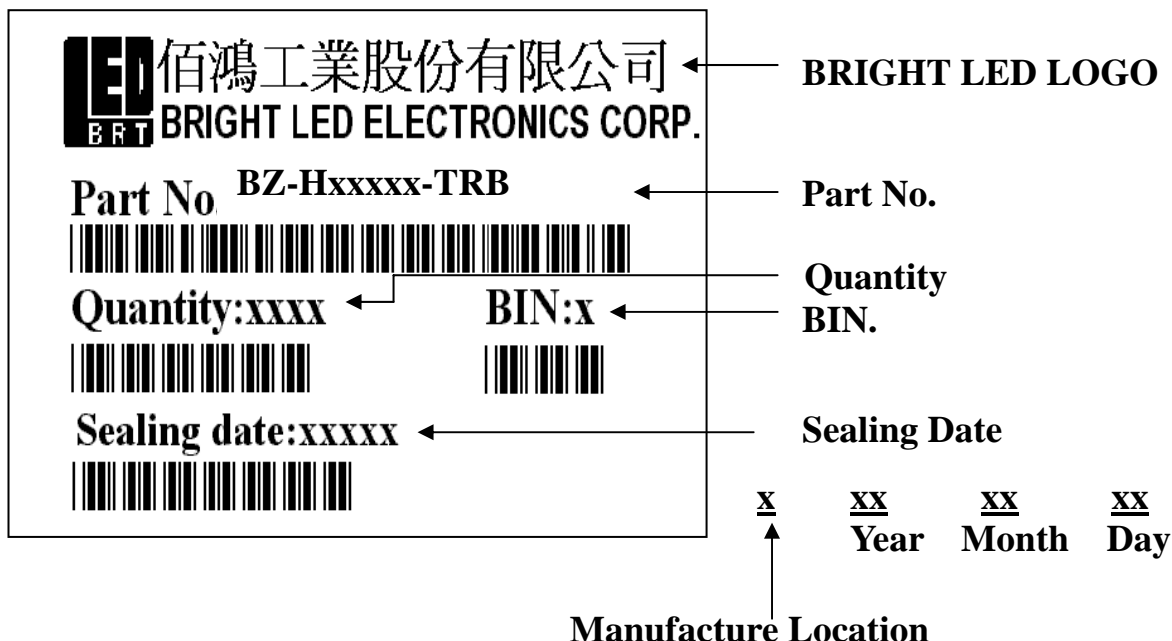 LED 佰鴻工業股份有限公司
BRT BRIGHT LED ELECTRONICS CORP.
BRIGHT LED LOGO
Part No. BZ-Hxxxxx-TRB
Part No.
Quantity:xxxx BIN:x
Quantity
BIN.
Sealing date:xxxxx
Sealing Date
x xx xx xx
Year Month Day
Manufacture Location